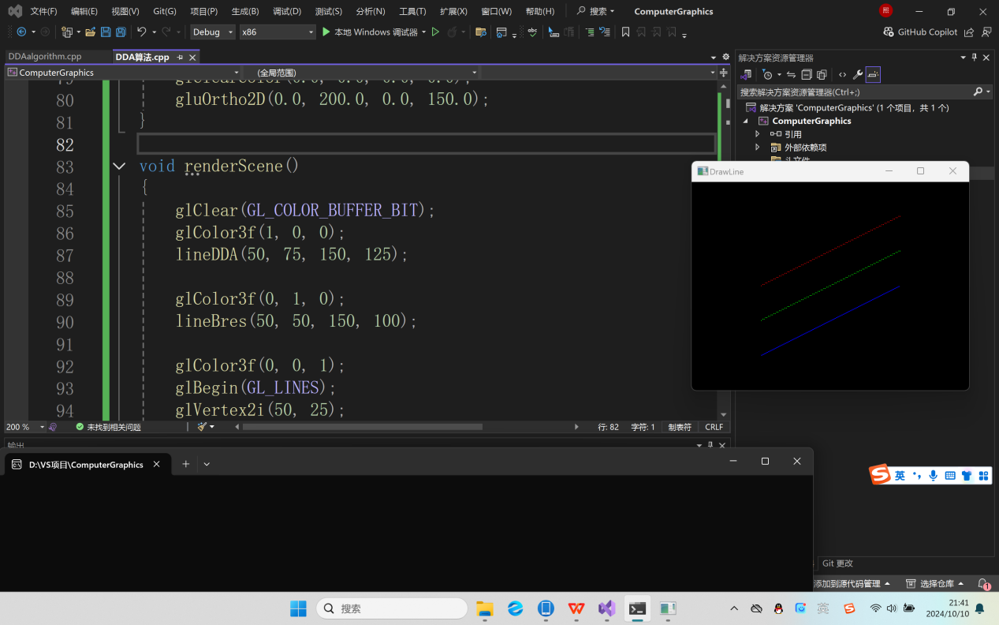 文件(F) 编辑(E) 视图(V) Git(G) 项目(P) 生成(B) 调试(D) 测试(S) 分析(N) 工具(T) 扩展(X) 窗口(W) 帮助(H) 搜索 ComputerGraphics 熙
Debug x86 本地 Windows 调试器 GitHub Copilot
DDAalgorithm.cpp DDA算法.cpp
ComputerGraphics (全局范围)
80 gluOrtho2D(0.0, 200.0, 0.0, 150.0);
81 }
82
83 void renderScene()
84 {
85 glClear(GL_COLOR_BUFFER_BIT);
86 glColor3f(1, 0, 0);
87 lineDDA(50, 75, 150, 125);
88
89 glColor3f(0, 1, 0);
90 lineBres(50, 50, 150, 100);
91
92 glColor3f(0, 0, 1);
93 glBegin(GL_LINES);
94 glVertex2i(50, 25);
200 % 未找到相关问题 行: 82 字符: 1 制表符 CRLF
输出
解决方案资源管理器
搜索解决方案资源管理器(Ctrl+;)
解决方案 'ComputerGraphics' (1 个项目，共 1 个)
ComputerGraphics
引用
外部依赖项
头文件
DrawLine
英
D:\VS项目\ComputerGraphics
Git 更改
添加到源代码管理 选择仓库 1
搜索
英
21:41
2024/10/10